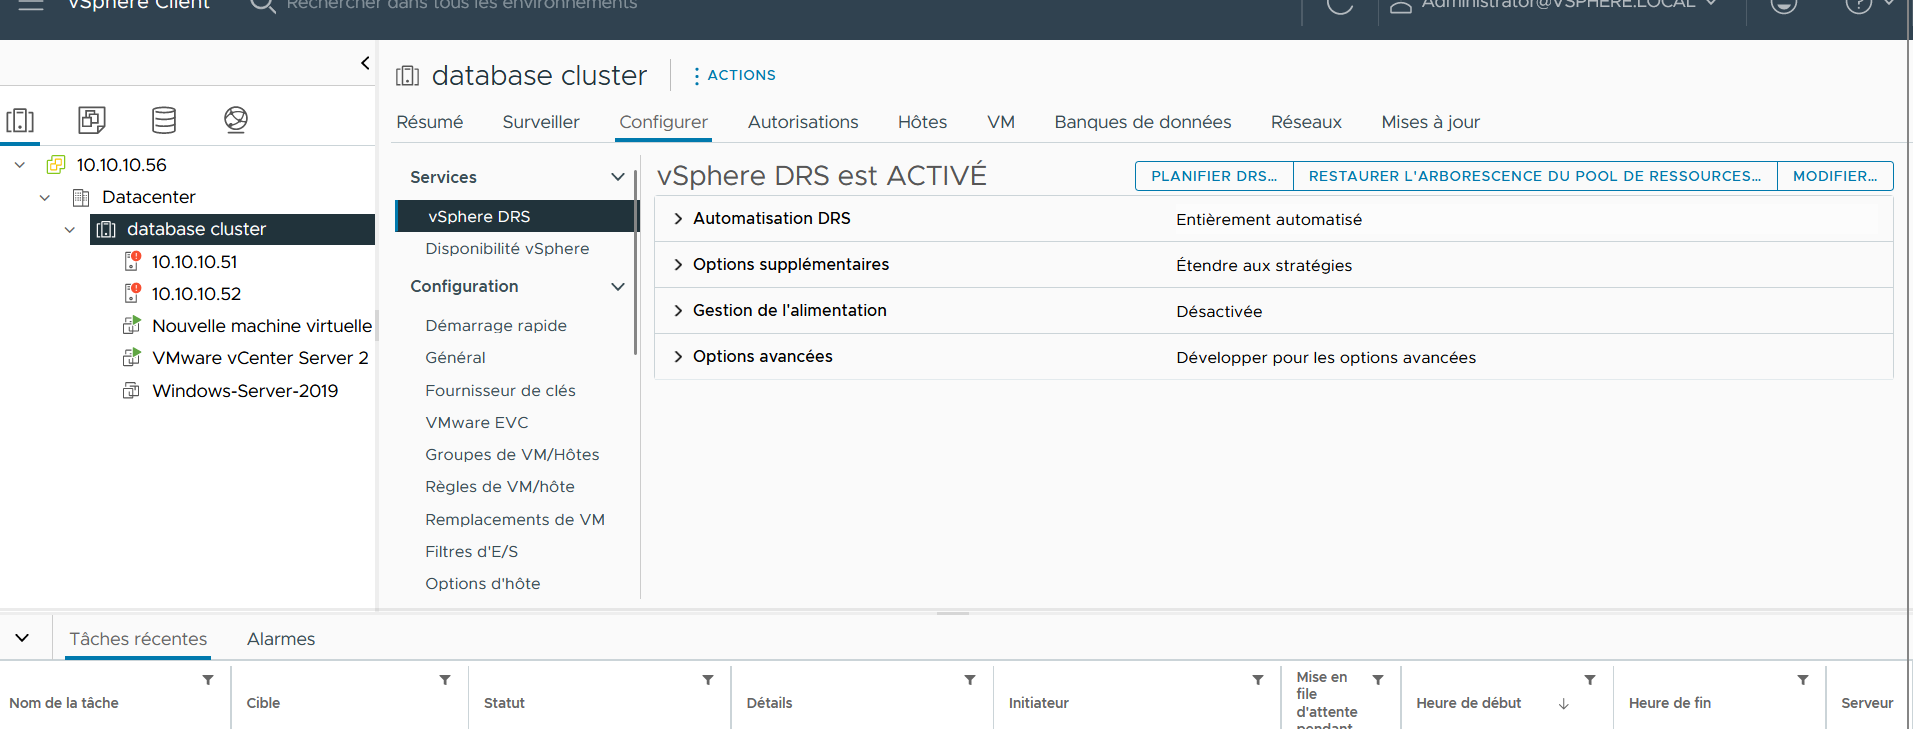 vSphere Client
Rechercher dans tous les environnements
Administrator@VSPHERE.LOCAL
database cluster
ACTIONS
Résumé Surveiller Configurer Autorisations Hôtes VM Banques de données Réseaux Mises à jour
10.10.10.56
Datacenter
database cluster
10.10.10.51
10.10.10.52
Nouvelle machine virtuelle
VMware vCenter Server 2
Windows-Server-2019
Services
vSphere DRS
Disponibilité vSphere
Configuration
Démarrage rapide
Général
Fournisseur de clés
VMware EVC
Groupes de VM/Hôtes
Règles de VM/hôte
Remplacements de VM
Filtres d'E/S
Options d'hôte
vSphere DRS est ACTIVÉ
PLANIFIER DRS... RESTAURER L'ARBORESCENCE DU POOL DE RESSOURCES... MODIFIER...
Automatisation DRS Entièrement automatisé
Options supplémentaires Étendre aux stratégies
Gestion de l'alimentation Désactivée
Options avancées Développer pour les options avancées
Tâches récentes Alarmes
Nom de la tâche
Cible
Statut
Détails
Initiateur
Mise en
file
d'attente
pendant
Heure de début
Heure de fin
Serveur